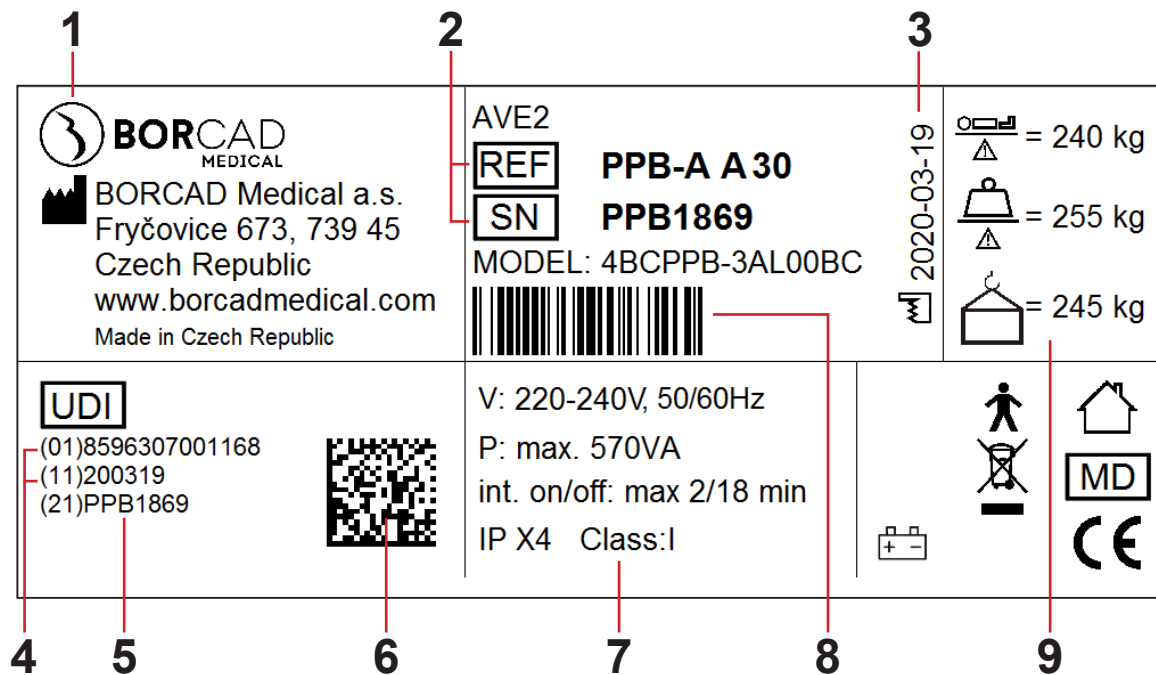 1
2
3
BORCAD
MEDICAL
BORCAD Medical a.s.
Fryčovice 673, 739 45
Czech Republic
www.borcadmedical.com
Made in Czech Republic
AVE2
REF PPB-A A 30
SN PPB1869
MODEL: 4BCPPB-3AL00BC
2020-03-19
= 240 kg
= 255 kg
= 245 kg
UDI
(01)8596307001168
(11)200319
(21)PPB1869
V: 220-240V, 50/60Hz
P: max. 570VA
int. on/off: max 2/18 min
IP X4 Class:I
+ −
MD
CE
4
5
6
7
8
9